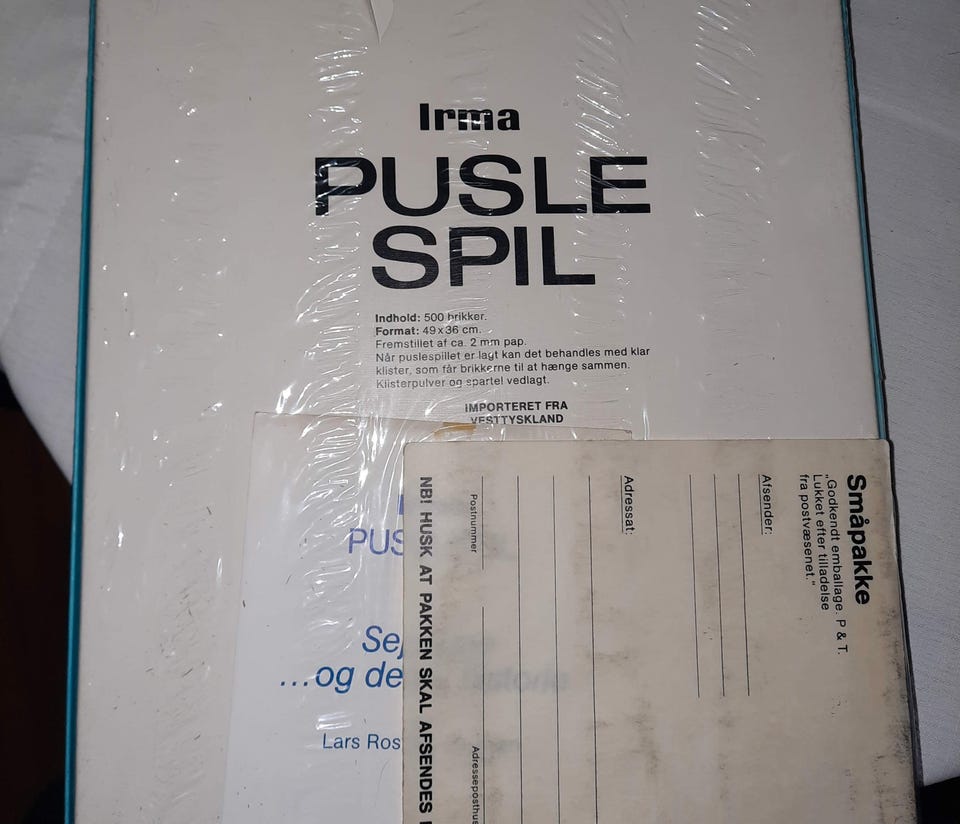 Irma
PUSLE
SPIL
Indhold: 500 brikker.
Format: 49 x 36 cm.
Fremstillet af ca. 2 mm pap.
Når puslespillet er lagt kan det behandles med klar
klister, som får brikkerne til at hænge sammen.
Klisterpulver og spartel vedlagt.
IMPORTERET FRA
VESTTYSKLAND
PUS
Sej
...og de
Lars Ros
Småpakke
„Godkendt emballage. P & T.
Lukket efter tilladelse
fra postvæsenet."
Afsender:
Adressat:
Postnummer
Adresseposthus
NB! HUSK AT PAKKEN SKAL AFSENDES